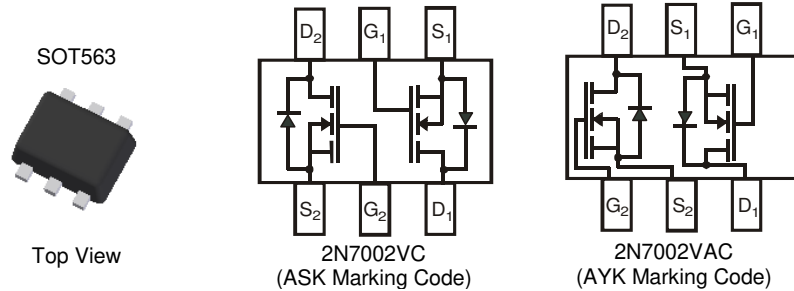 SOT563
Top View
D₂ G₁ S₁
S₂ G₂ D₁
2N7002VC
(ASK Marking Code)
D₂ S₁ G₁
G₂ S₂ D₁
2N7002VAC
(AYK Marking Code)